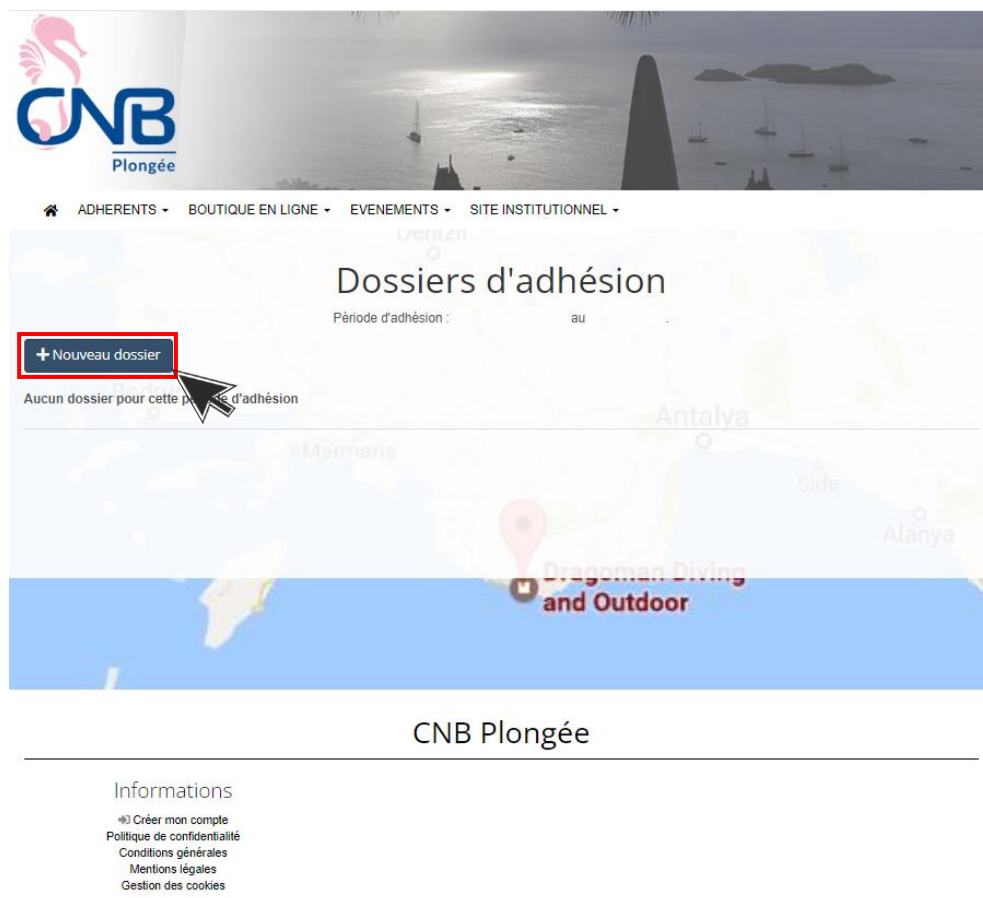 CNB
Plongée
ADHERENTS
BOUTIQUE EN LIGNE
EVENEMENTS
SITE INSTITUTIONNEL
Denizli
Dossiers d'adhésion
Période d'adhésion : au .
+ Nouveau dossier
Aucun dossier pour cette d'adhésion
Antalya
Marmaris
Side
Alanya
Dragoman Diving
and Outdoor
CNB Plongée
Informations
Créer mon compte
Politique de confidentialité
Conditions générales
Mentions légales
Gestion des cookies